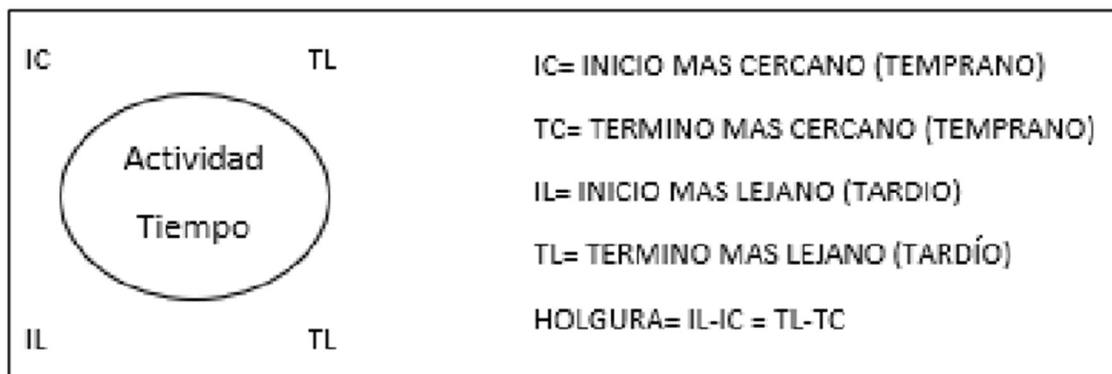 IC TL
Actividad
Tiempo
IL TL
IC= INICIO MAS CERCANO (TEMPRANO)
TC= TERMINO MAS CERCANO (TEMPRANO)
IL= INICIO MAS LEJANO (TARDIO)
TL= TERMINO MAS LEJANO (TARDÍO)
HOLGURA= IL-IC = TL-TC